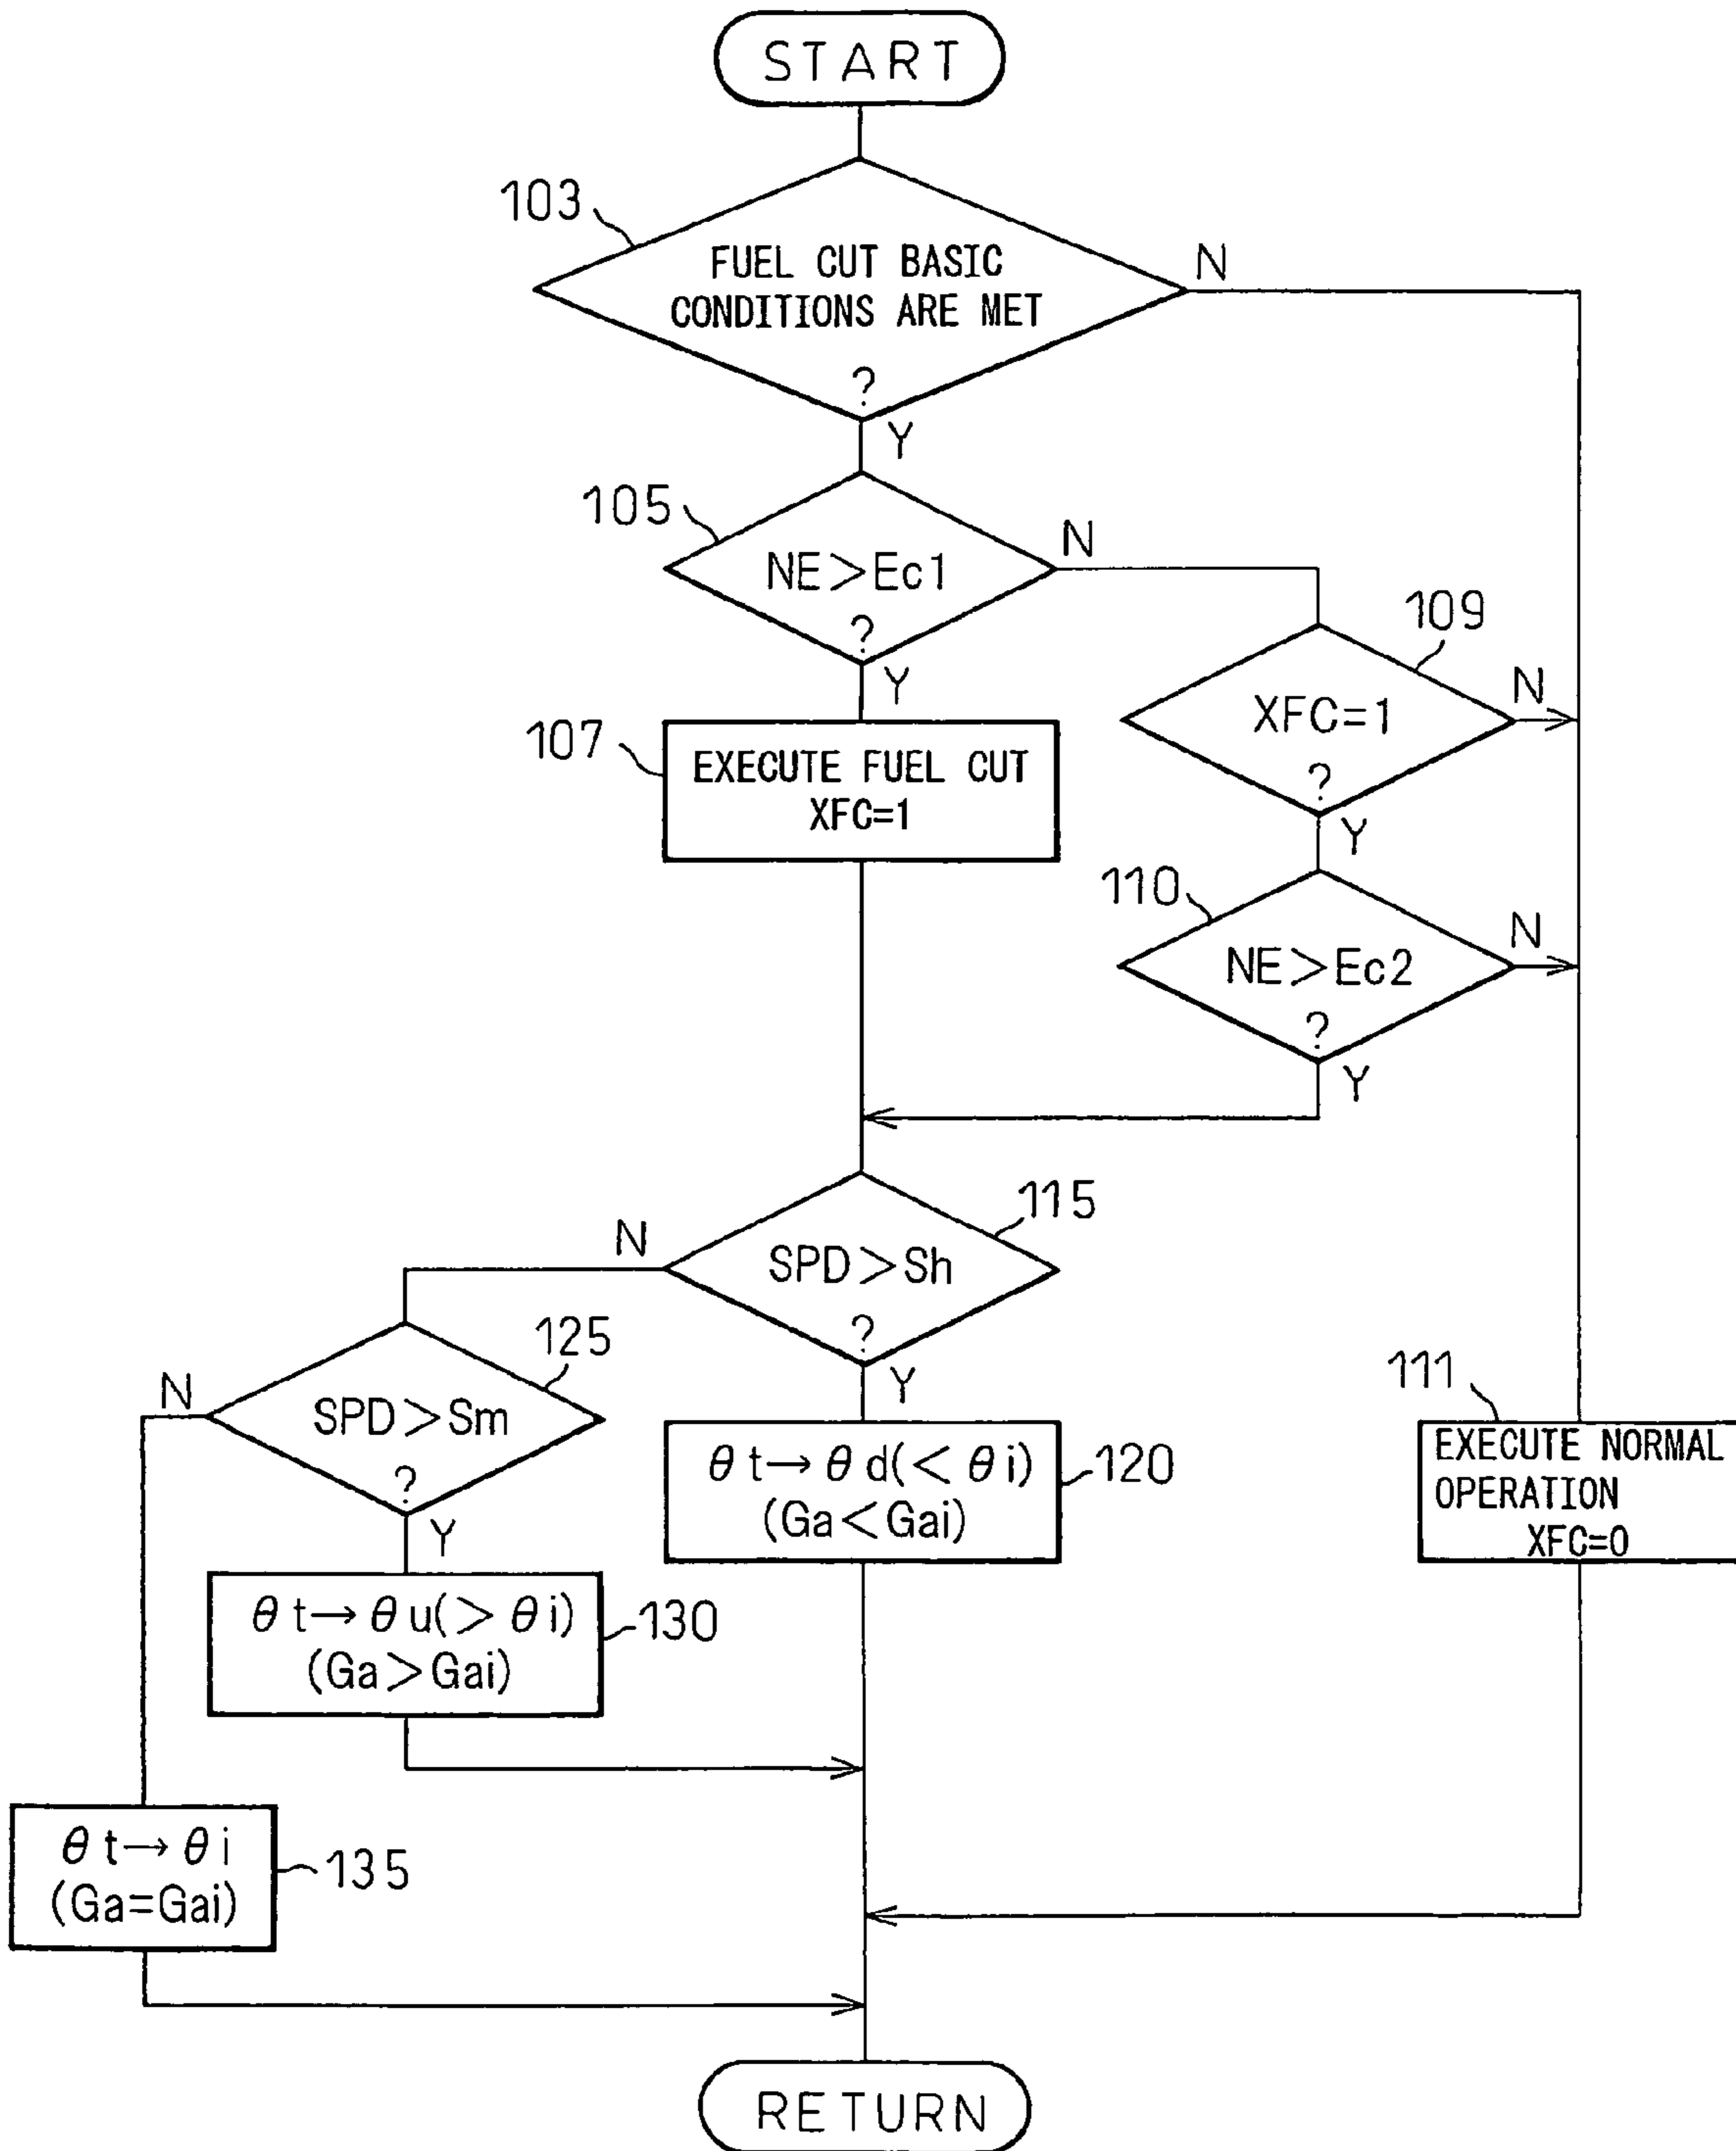 START
103
FUEL CUT BASIC
CONDITIONS ARE MET
?
N
Y
105
NE>Ec1
?
N
Y
109
XFC=1
?
N
Y
107
EXECUTE FUEL CUT
XFC=1
110
NE>Ec2
?
N
Y
115
SPD>Sh
?
N
Y
125
SPD>Sm
?
N
Y
θt→θd(<θi)
(Ga<Gai)
120
111
EXECUTE NORMAL
OPERATION
XFC=0
θt→θu(>θi)
(Ga>Gai)
130
θt→θi
(Ga=Gai)
135
RETURN